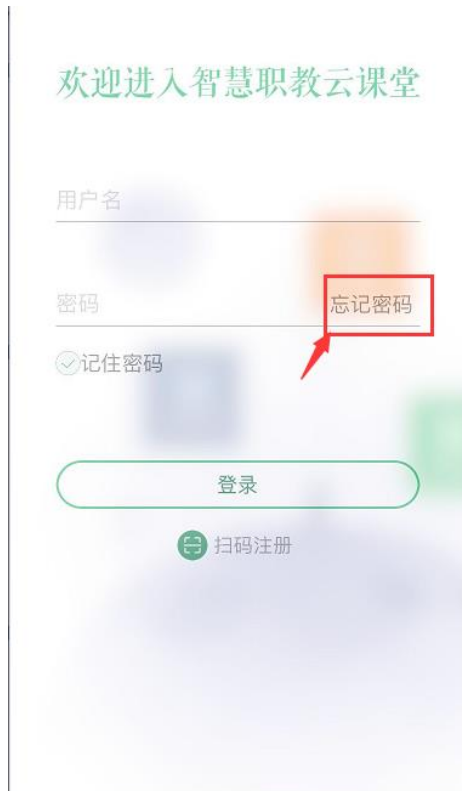 欢迎进入智慧职教云课堂
用户名
密码 忘记密码
记住密码
登录
扫码注册